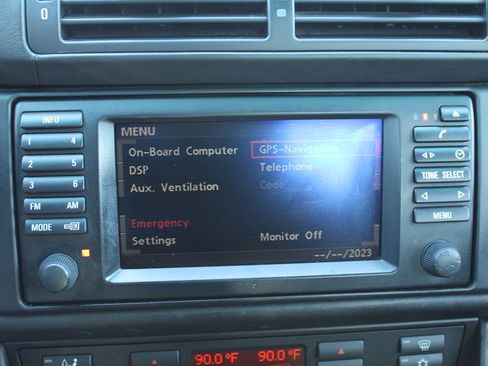 0
INFO
1 4
2 5
3 6
FM AM
MODE
MENU
On-Board Computer GPS-Navigation
DSP Telephone
Aux. Ventilation Code
Emergency
Settings Monitor Off
--/--/2023
TONE SELECT
MENU
90.0°F 90.0°F